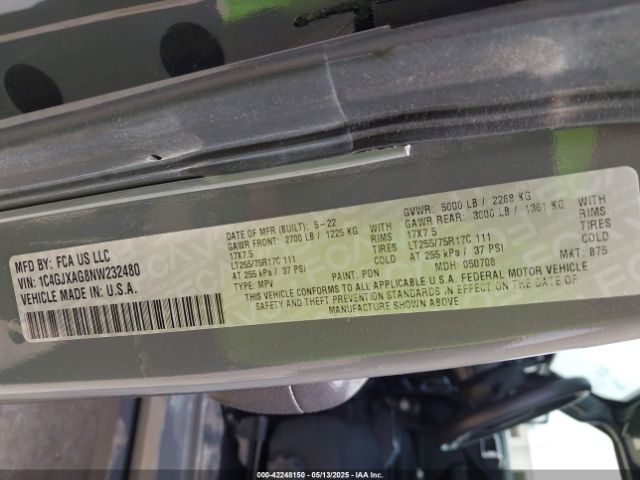 MFD BY: FCA US LLC
VIN: 1C4GJXAG8NW232480
VEHICLE MADE IN: U.S.A.
DATE OF MFR (BUILT): 5-22
GAWR FRONT: 2700 LB / 1225 KG WITH
17X7.5 RIMS
LT255/75R17C 111 TIRES
AT 255 kPa / 37 PSI COLD
TYPE: MPV PAINT: PDN
GVWR: 5000 LB / 2268 KG
GAWR REAR: 3000 LB / 1361 KG WITH
17X7.5 RIMS
LT255/75R17C 111 TIRES
AT 255 kPa / 37 PSI COLD
MDH: 050708 MKT: 875
THIS VEHICLE CONFORMS TO ALL APPLICABLE U.S.A. FEDERAL MOTOR VEHICLE
SAFETY, BUMPER, AND THEFT PREVENTION STANDARDS IN EFFECT ON THE DATE OF
MANUFACTURE SHOWN ABOVE
000-42248150 - 05/13/2025 - IAA Inc.